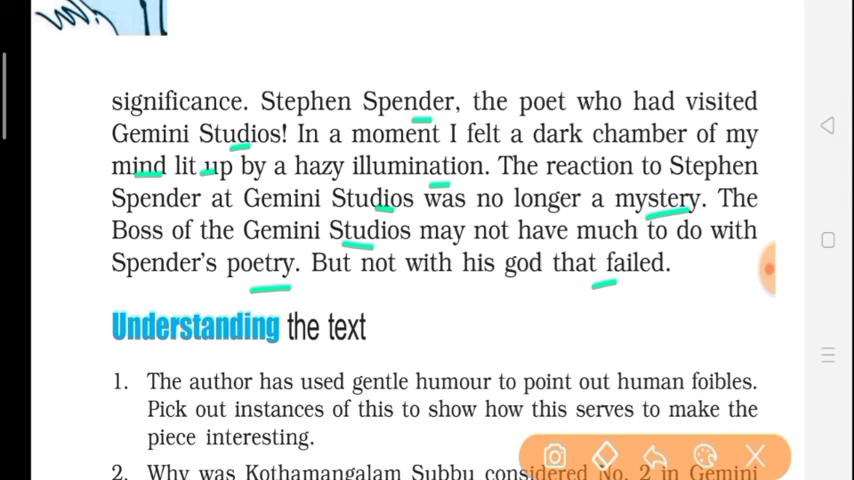 significance. Stephen Spender, the poet who had visited
Gemini Studios! In a moment I felt a dark chamber of my
mind lit up by a hazy illumination. The reaction to Stephen
Spender at Gemini Studios was no longer a mystery. The
Boss of the Gemini Studios may not have much to do with
Spender's poetry. But not with his god that failed.
Understanding the text
1. The author has used gentle humour to point out human foibles.
Pick out instances of this to show how this serves to make the
piece interesting.
2. Why was Kothamangalam Subbu considered No. 2 in Gemini